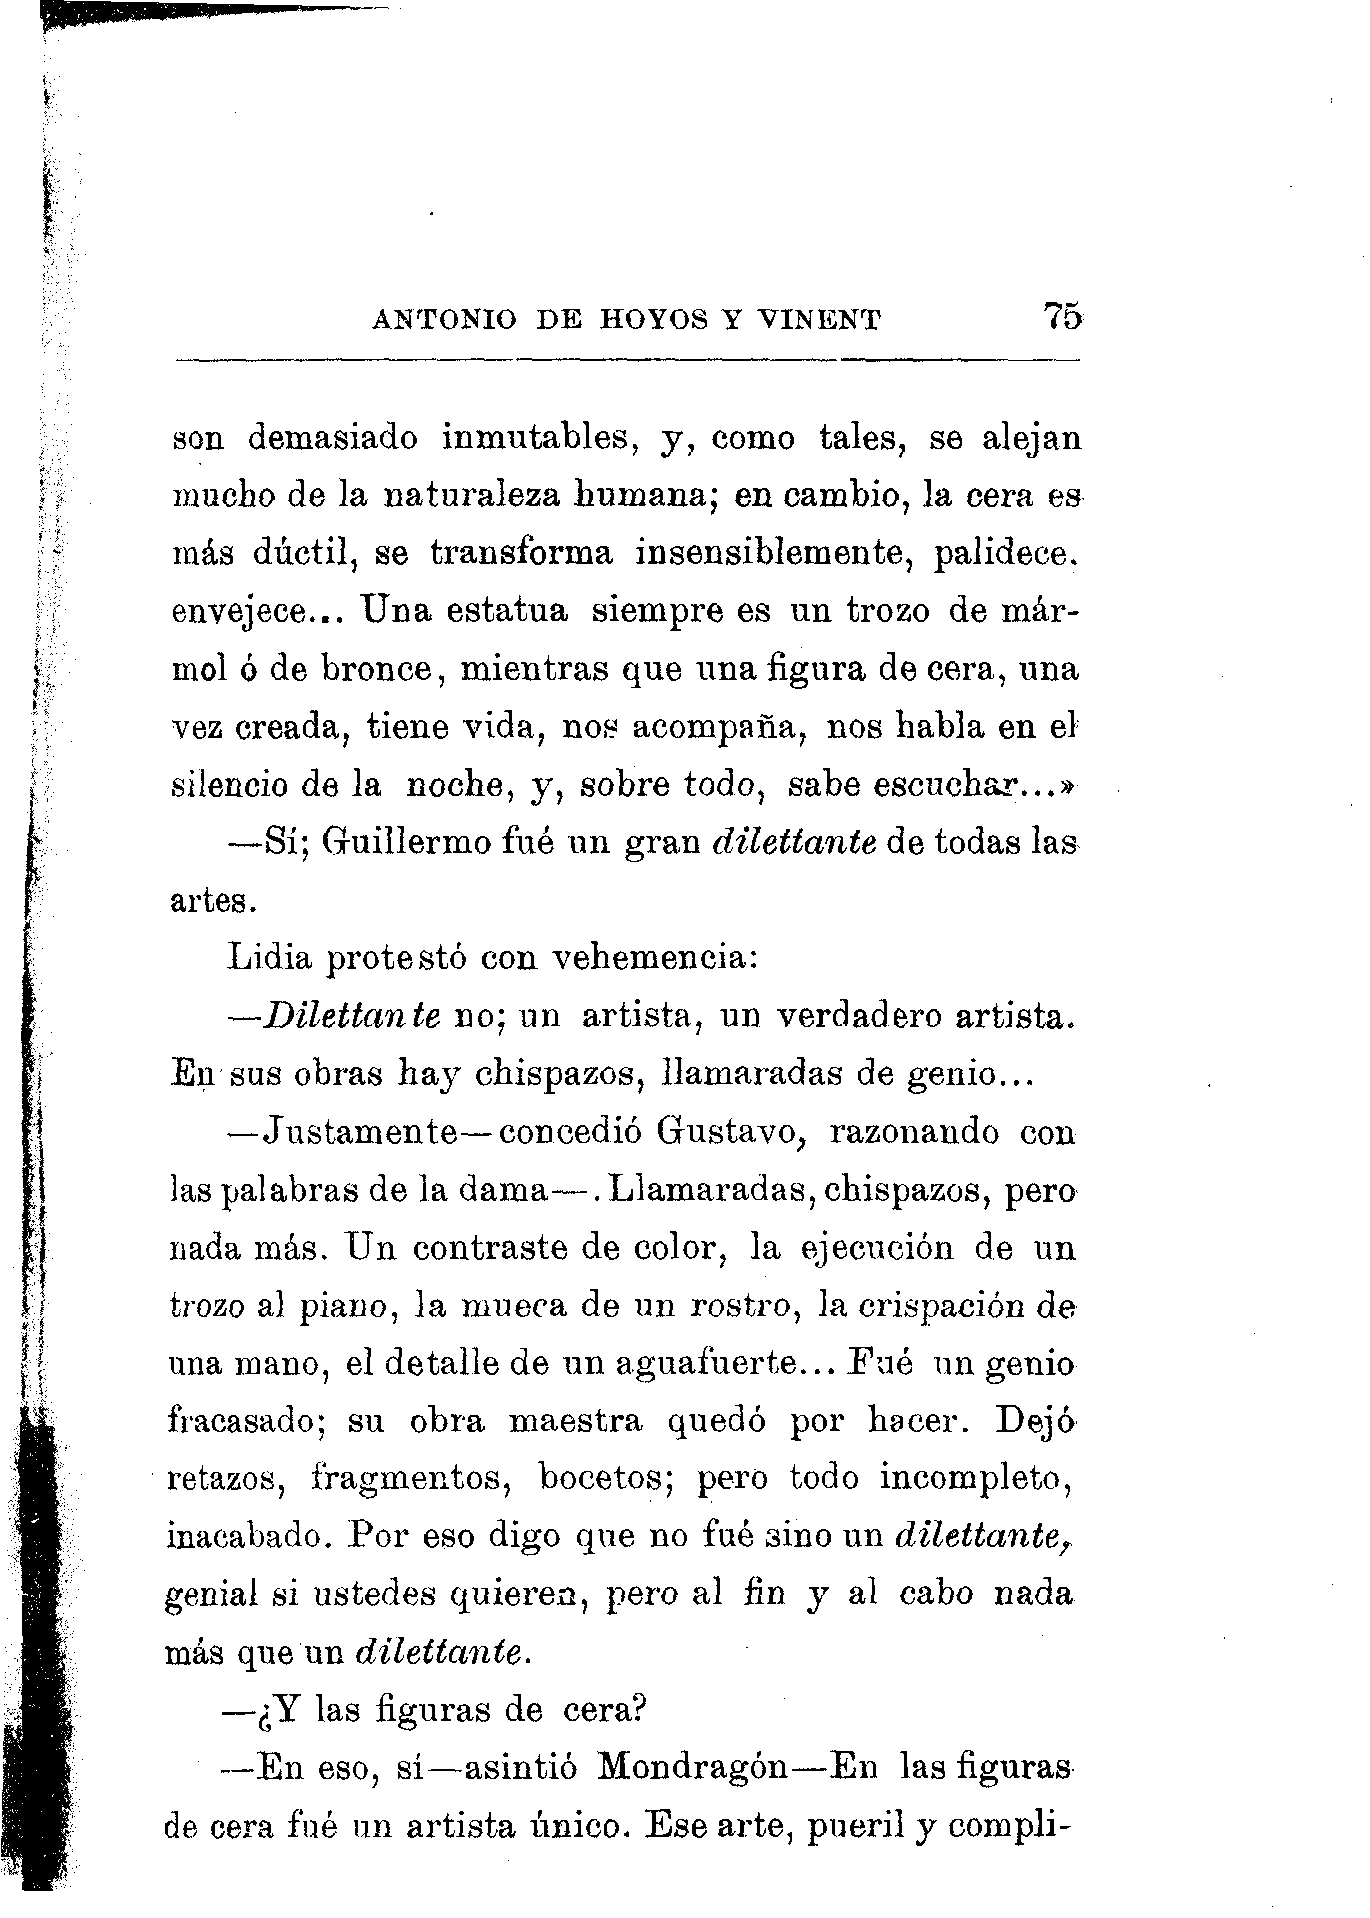 ANTONIO DE HOYOS Y VINENT 75
son demasiado inmutables, y, como tales, se alejan
mucho de la naturaleza humana; en cambio, la cera es
más dúctil, se transforma insensiblemente, palidece.
envejece... Una estatua siempre es un trozo de már-
mol ó de bronce, mientras que una figura de cera, una
vez creada, tiene vida, nos acompaña, nos habla en el
silencio de la noche, y, sobre todo, sabe escuchar...»
—Sí; Guillermo fué un gran dilettante de todas las
artes.
Lidia protestó con vehemencia:
—Dilettante no; un artista, un verdadero artista.
En sus obras hay chispazos, llamaradas de genio...
—Justamente—concedió Gustavo, razonando con
las palabras de la dama—. Llamaradas, chispazos, pero
nada más. Un contraste de color, la ejecución de un
trozo al piano, la mueca de un rostro, la crispación de
una mano, el detalle de un aguafuerte... Fué un genio
fracasado; su obra maestra quedó por hacer. Dejó
retazos, fragmentos, bocetos; pero todo incompleto,
inacabado. Por eso digo que no fué sino un dilettante,
genial si ustedes quieren, pero al fin y al cabo nada
más que un dilettante.
—¿Y las figuras de cera?
—En eso, sí—asintió Mondragón—En las figuras
de cera fué un artista único. Ese arte, pueril y compli-